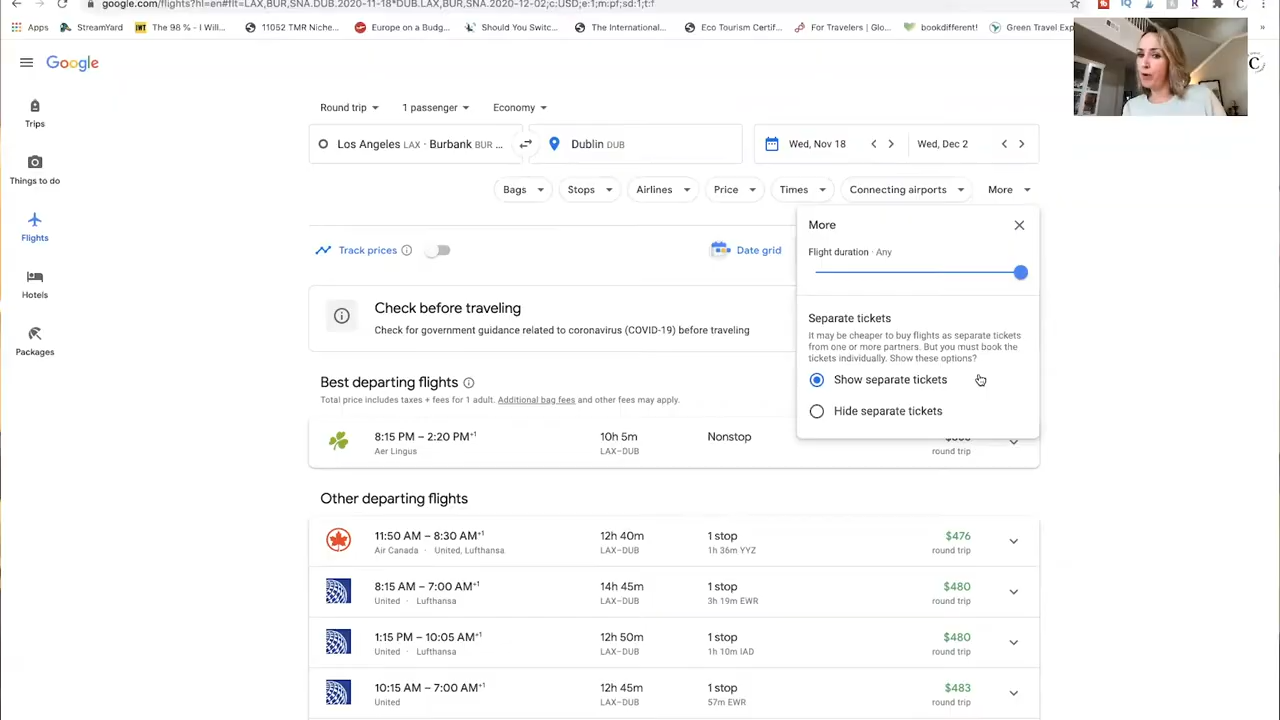 google.com/flights?hl=en#flt=LAX,BUR,SNA.DUB.2020-11-18*DUB.LAX,BUR,SNA.2020-12-02;c:USD;e:1;m:pf;sd:1;t:f
Apps StreamYard The 96 % - I Will... 11052 TMR Niche... Europe on a Budg... Should You Switc... The International... Eco Tourism Certif... For Travelers | Glo... bookdifferent! Green Travel Exp
Google
C
Trips
Things to do
Flights
Hotels
Packages
Round trip 1 passenger Economy
Los Angeles LAX · Burbank BUR ... Dublin DUB Wed, Nov 18 Wed, Dec 2
Bags Stops Airlines Price Times Connecting airports More
More
Flight duration · Any
Separate tickets
It may be cheaper to buy flights as separate tickets
from one or more partners. But you must book the
tickets individually. Show these options?
Show separate tickets
Hide separate tickets
Track prices Date grid
Check before traveling
Check for government guidance related to coronavirus (COVID-19) before traveling
Best departing flights
Total price includes taxes + fees for 1 adult. Additional bag fees and other fees may apply.
8:15 PM – 2:20 PM+1 10h 5m Nonstop
Aer Lingus LAX–DUB round trip
Other departing flights
11:50 AM – 8:30 AM+1 12h 40m 1 stop $476
Air Canada · United, Lufthansa LAX–DUB 1h 36m YYZ round trip
8:15 AM – 7:00 AM+1 14h 45m 1 stop $480
United · Lufthansa LAX–DUB 3h 19m EWR round trip
1:15 PM – 10:05 AM+1 12h 50m 1 stop $480
United · Lufthansa LAX–DUB 1h 10m IAD round trip
10:15 AM – 7:00 AM+1 12h 45m 1 stop $483
United LAX–DUB 57m EWR round trip